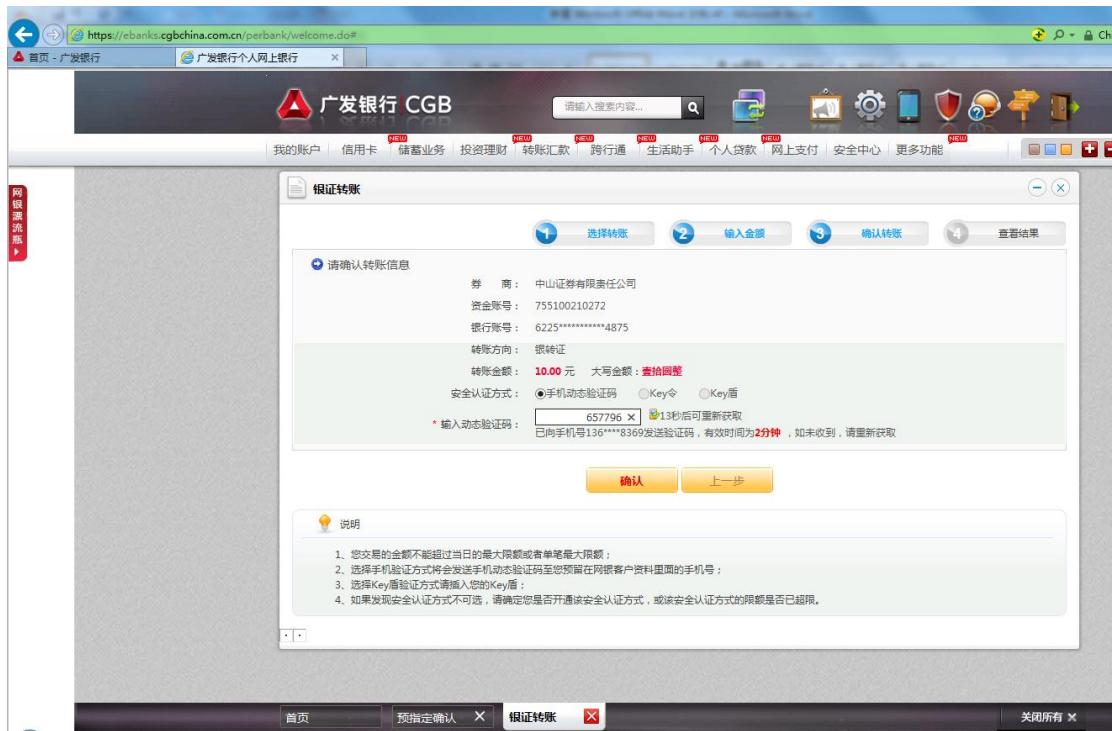 https://ebanks.cgbchina.com.cn/perbank/welcome.do#
首页 - 广发银行
广发银行个人网上银行 ×
广发银行 CGB
请输入搜索内容...
我的账户 信用卡 储蓄业务 投资理财 转账汇款 跨行通 生活助手 个人贷款 网上支付 安全中心 更多功能
NEW NEW NEW NEW NEW NEW NEW
网银漂流瓶
银证转账
1 选择转账 2 输入金额 3 确认转账 4 查看结果
请确认转账信息
券 商： 中山证券有限责任公司
资金账号： 755100210272
银行账号： 6225***********4875
转账方向： 银转证
转账金额： 10.00 元 大写金额：壹拾圆整
安全认证方式： 手机动态验证码 Key令 Key盾
* 输入动态验证码： 657796 × 13秒后可重新获取
已向手机号136****8369发送验证码，有效时间为2分钟 ，如未收到，请重新获取
确认 上一步
说明
1、您交易的金额不能超过当日的最大限额或者单笔最大限额；
2、选择手机验证方式将会发送手机动态验证码至您预留在网银客户资料里面的手机号；
3、选择Key盾验证方式请插入您的Key盾；
4、如果发现安全认证方式不可选，请确定您是否开通该安全认证方式，或该安全认证方式的限额是否已超限。
首页 预指定确认 × 银证转账 关闭所有 ×